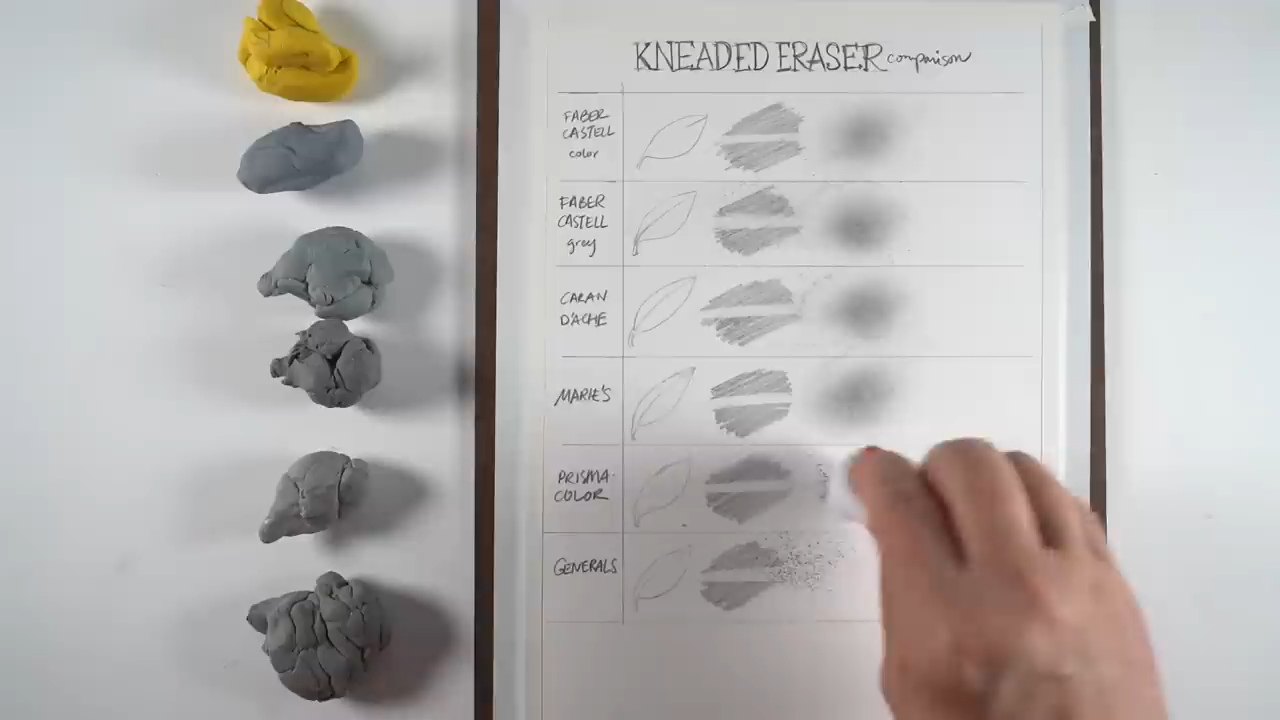 KNEADED ERASER comparison
FABER
CASTELL
color
FABER
CASTELL
grey
CARAN
D'ACHE
MARIE'S
PRISMA-
COLOR
GENERALS